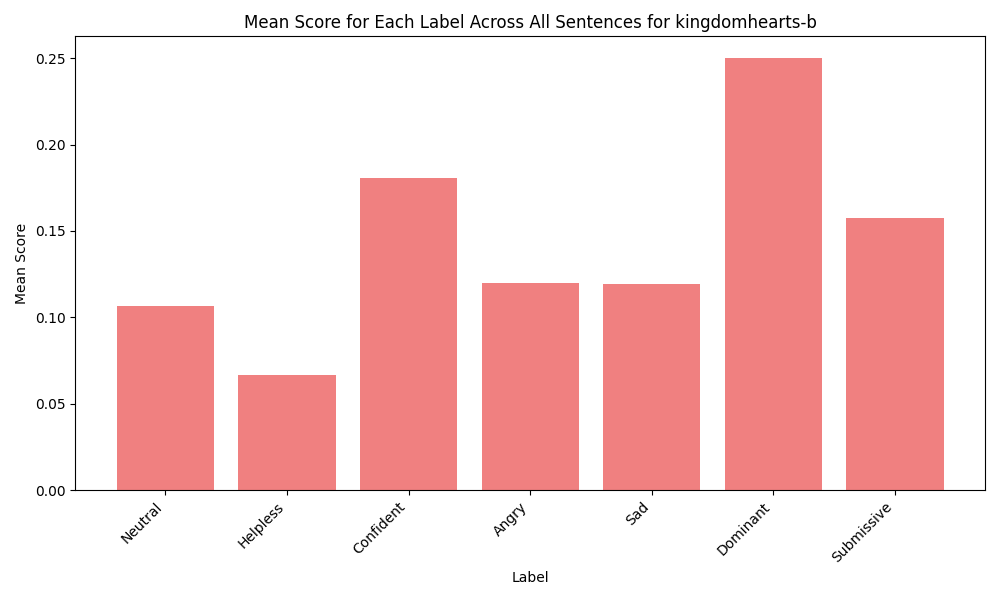 Mean Score for Each Label Across All Sentences for kingdomhearts-b
Mean Score
0.25
0.20
0.15
0.10
0.05
0.00
Neutral
Helpless
Confident
Angry
Sad
Dominant
Submissive
Label